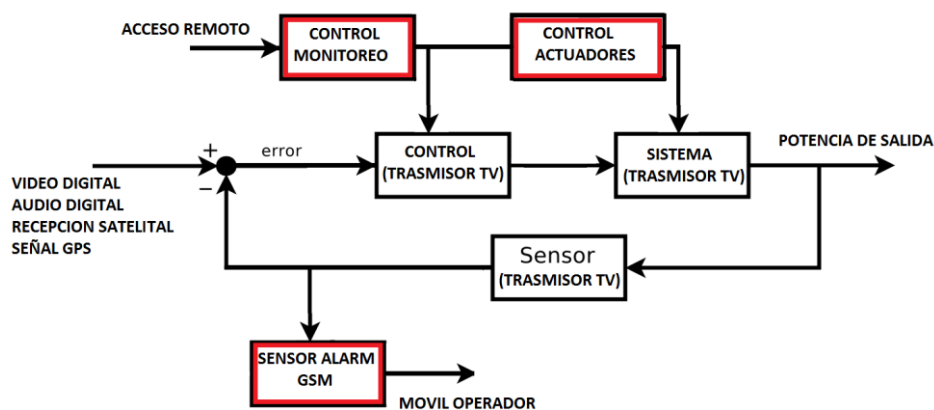 ACCESO REMOTO
CONTROL
MONITOREO
CONTROL
ACTUADORES
+
error
−
CONTROL
(TRASMISOR TV)
SISTEMA
(TRASMISOR TV)
POTENCIA DE SALIDA
VIDEO DIGITAL
AUDIO DIGITAL
RECEPCION SATELITAL
SEÑAL GPS
Sensor
(TRASMISOR TV)
SENSOR ALARM
GSM
MOVIL OPERADOR